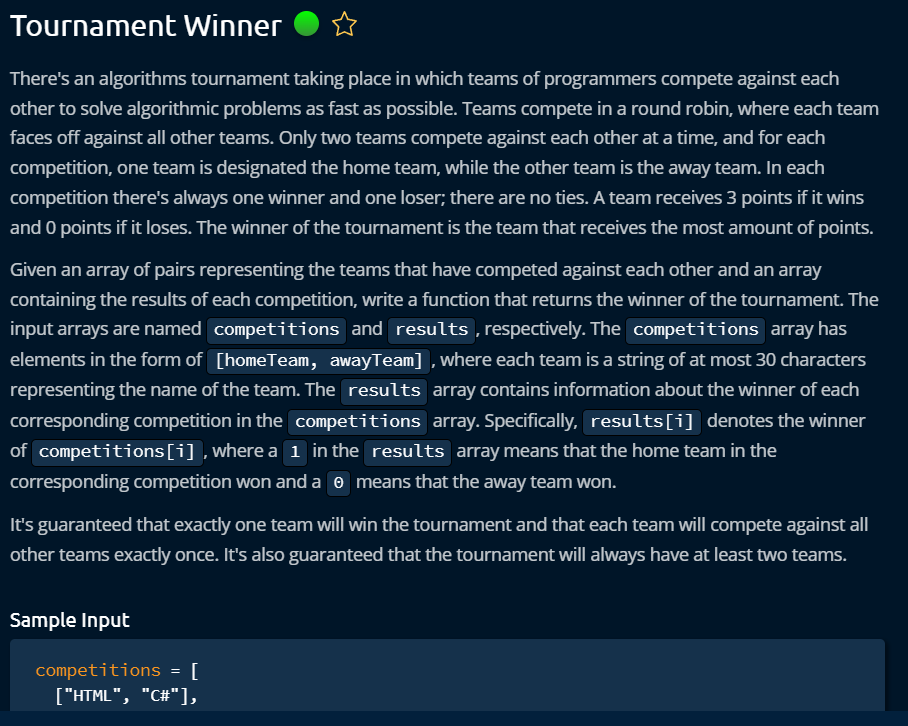 Tournament Winner
There's an algorithms tournament taking place in which teams of programmers compete against each
other to solve algorithmic problems as fast as possible. Teams compete in a round robin, where each team
faces off against all other teams. Only two teams compete against each other at a time, and for each
competition, one team is designated the home team, while the other team is the away team. In each
competition there's always one winner and one loser; there are no ties. A team receives 3 points if it wins
and 0 points if it loses. The winner of the tournament is the team that receives the most amount of points.
Given an array of pairs representing the teams that have competed against each other and an array
containing the results of each competition, write a function that returns the winner of the tournament. The
input arrays are named competitions and results, respectively. The competitions array has
elements in the form of [homeTeam, awayTeam], where each team is a string of at most 30 characters
representing the name of the team. The results array contains information about the winner of each
corresponding competition in the competitions array. Specifically, results[i] denotes the winner
of competitions[i], where a 1 in the results array means that the home team in the
corresponding competition won and a 0 means that the away team won.
It's guaranteed that exactly one team will win the tournament and that each team will compete against all
other teams exactly once. It's also guaranteed that the tournament will always have at least two teams.
Sample Input
competitions = [
["HTML", "C#"],